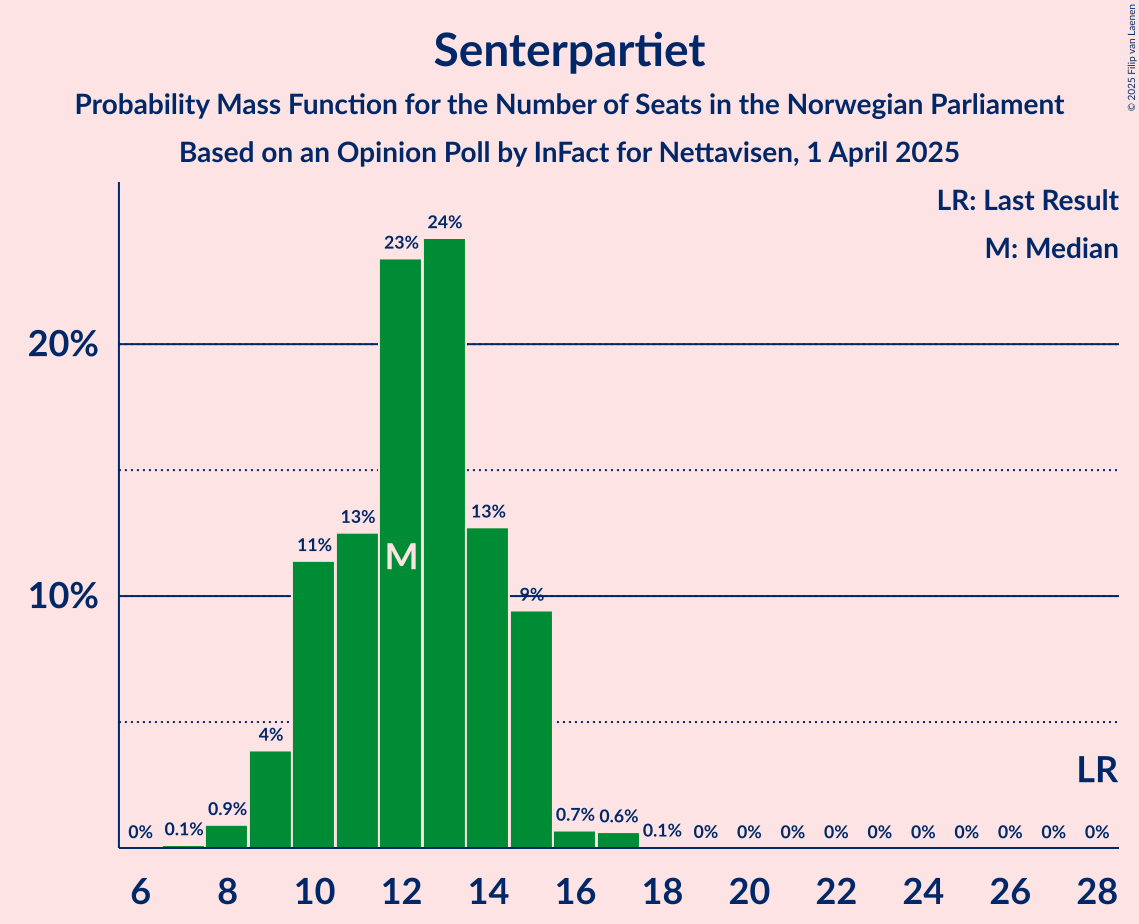 Senterpartiet
Probability Mass Function for the Number of Seats in the Norwegian Parliament
Based on an Opinion Poll by InFact for Nettavisen, 1 April 2025
© 2025 Filip van Laenen
LR: Last Result
M: Median
20%
10%
0% 0.1% 0.9% 4% 11% 13% 23% 24% 13% 9% 0.7% 0.6% 0.1% 0% 0% 0% 0% 0% 0% 0% 0% 0% 0%
M
LR
6 8 10 12 14 16 18 20 22 24 26 28